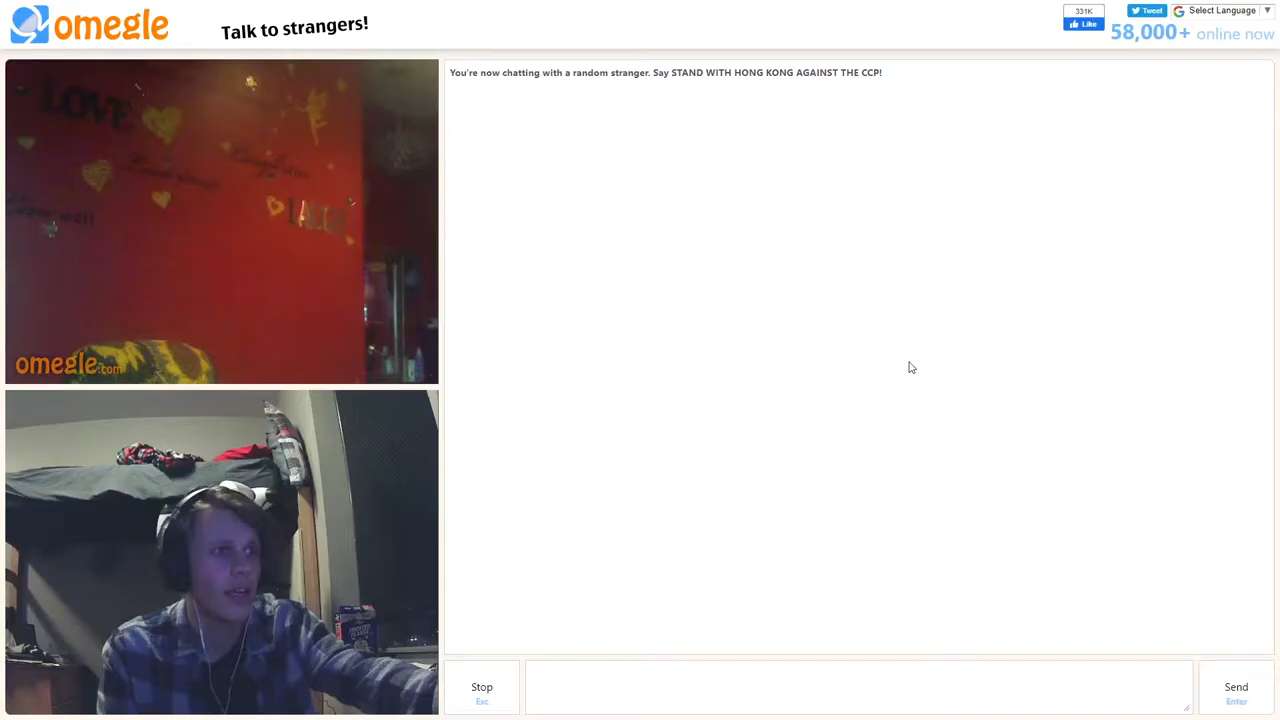 omegle
Talk to strangers!
331K
Like
Tweet
Select Language
58,000+ online now
You're now chatting with a random stranger. Say STAND WITH HONG KONG AGAINST THE CCP!
LOVE
omegle.com
Stop
Esc
Send
Enter